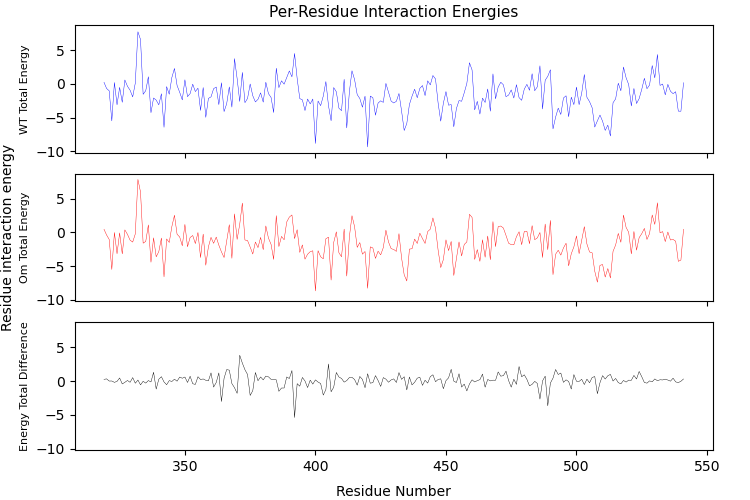 Per-Residue Interaction Energies
Residue interaction energy
WT Total Energy
5
0
−5
−10
Om Total Energy
5
0
−5
−10
Energy Total Difference
5
0
−5
−10
350
400
450
500
550
Residue Number